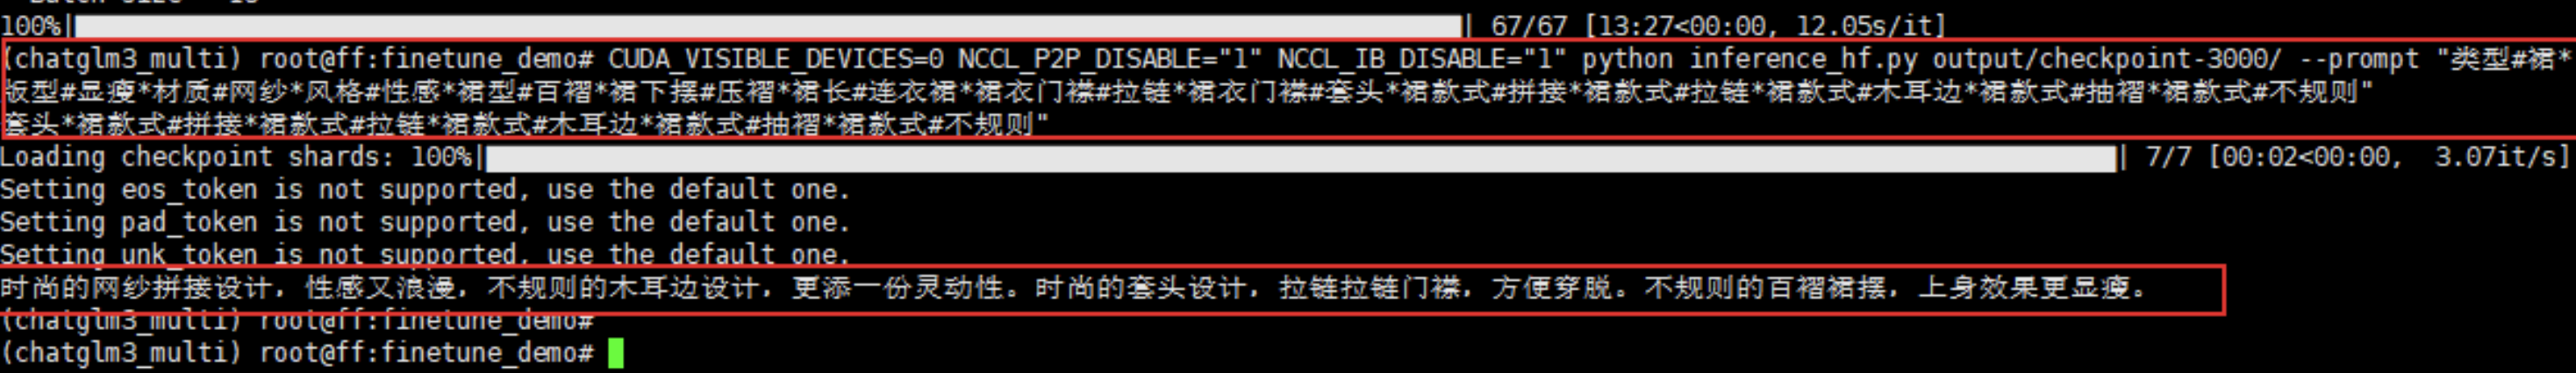 100%| | 67/67 [13:27<00:00, 12.05s/it]
(chatglm3_multi) root@ff:finetune_demo# CUDA_VISIBLE_DEVICES=0 NCCL_P2P_DISABLE="1" NCCL_IB_DISABLE="1" python inference_hf.py output/checkpoint-3000/ --prompt "类型#裙*
版型#显瘦*材质#网纱*风格#性感*裙型#百褶*裙下摆#压褶*裙长#连衣裙*裙衣门襟#拉链*裙衣门襟#套头*裙款式#拼接*裙款式#拉链*裙款式#木耳边*裙款式#抽褶*裙款式#不规则"
套头*裙款式#拼接*裙款式#拉链*裙款式#木耳边*裙款式#抽褶*裙款式#不规则"
Loading checkpoint shards: 100%| | 7/7 [00:02<00:00, 3.07it/s]
Setting eos_token is not supported, use the default one.
Setting pad_token is not supported, use the default one.
Setting unk_token is not supported, use the default one.
时尚的网纱拼接设计，性感又浪漫，不规则的木耳边设计，更添一份灵动性。时尚的套头设计，拉链拉链门襟，方便穿脱。不规则的百褶裙摆，上身效果更显瘦。
(chatglm3_multi) root@ff:finetune_demo#
(chatglm3_multi) root@ff:finetune_demo#